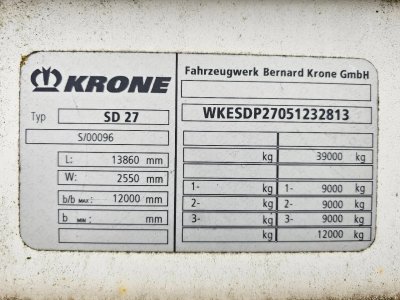 KRONE
Typ SD 27
S/00096
L: 13860 mm
W: 2550 mm
b/b MAX: 12000 mm
b MIN: mm
Fahrzeugwerk Bernard Krone GmbH
WKESDP27051232813
kg 39000 kg
kg kg
1- kg 1- 9000 kg
2- kg 2- 9000 kg
3- kg 3- 9000 kg
kg 12000 kg